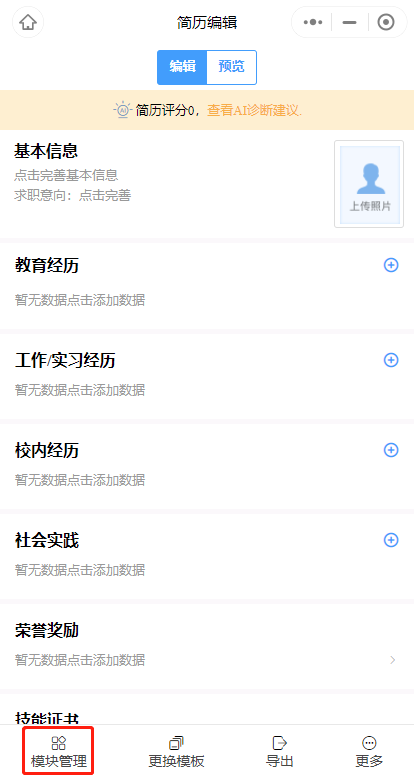 简历编辑
编辑 预览
AI 简历评分0，查看AI诊断建议.
基本信息
点击完善基本信息
求职意向：点击完善
上传照片
教育经历
暂无数据点击添加数据
工作/实习经历
暂无数据点击添加数据
校内经历
暂无数据点击添加数据
社会实践
暂无数据点击添加数据
荣誉奖励
暂无数据点击添加数据
技能证书
模块管理 更换模板 导出 更多